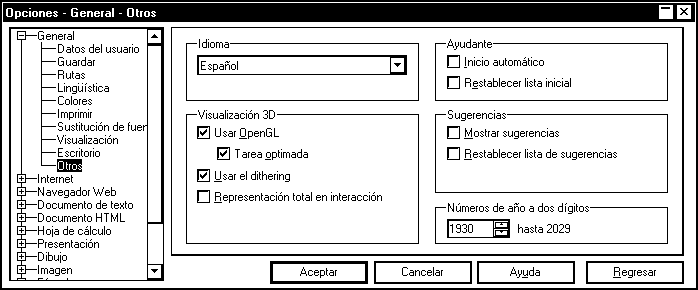 Opciones - General - Otros
General
Datos del usuario
Guardar
Rutas
Lingüística
Colores
Imprimir
Sustitución de fuen
Visualización
Escritorio
Otros
Internet
Navegador Web
Documento de texto
Documento HTML
Hoja de cálculo
Presentación
Dibujo
Imagen
Idioma
Español
Visualización 3D
Usar OpenGL
Tarea optimada
Usar el dithering
Representación total en interacción
Ayudante
Inicio automático
Restablecer lista inicial
Sugerencias
Mostrar sugerencias
Restablecer lista de sugerencias
Números de año a dos dígitos
1930 hasta 2029
Aceptar Cancelar Ayuda Regresar